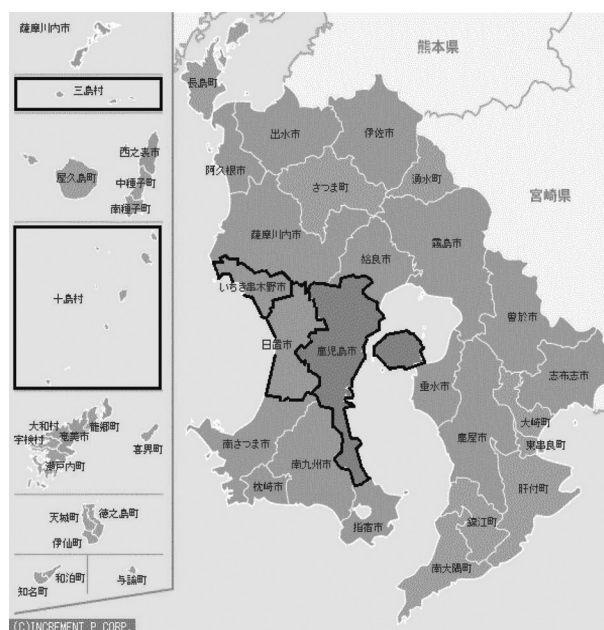 薩摩川内市
三島村
西之表市
屋久島町
中種子町
南種子町
十島村
大和村
龍郷町
宇検村
奄美市
瀬戸内町
喜界町
天城町
徳之島町
伊仙町
和泊町
知名町
与論町
熊本県
長島町
出水市
伊佐市
阿久根市
さつま町
湧水町
宮崎県
薩摩川内市
霧島市
姶良市
いちき串木野市
曽於市
日置市
鹿児島市
垂水市
志布志市
大崎町
東串良町
南さつま市
鹿屋市
南九州市
枕崎市
肝付町
指宿市
錦江町
南大隅町
(C)INCREMENT P CORP.